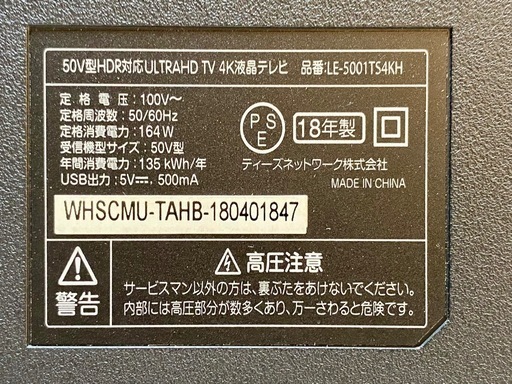 50V型HDR対応ULTRAHD TV 4K液晶テレビ 品番:LE-5001TS4KH
定格電圧:100V~
定格周波数:50/60Hz
定格消費電力:164W
受信機型サイズ:50V型
年間消費電力:135 kWh/年
USB出力:5V⎓ 500mA
PSE
18年製
ティーズネットワーク株式会社
MADE IN CHINA
WHSCMU-TAHB-180401847
警告
高圧注意
サービスマン以外の方は、裏ぶたをあけないでください。
内部には高圧部分が数多くあり、万一さわると危険です。